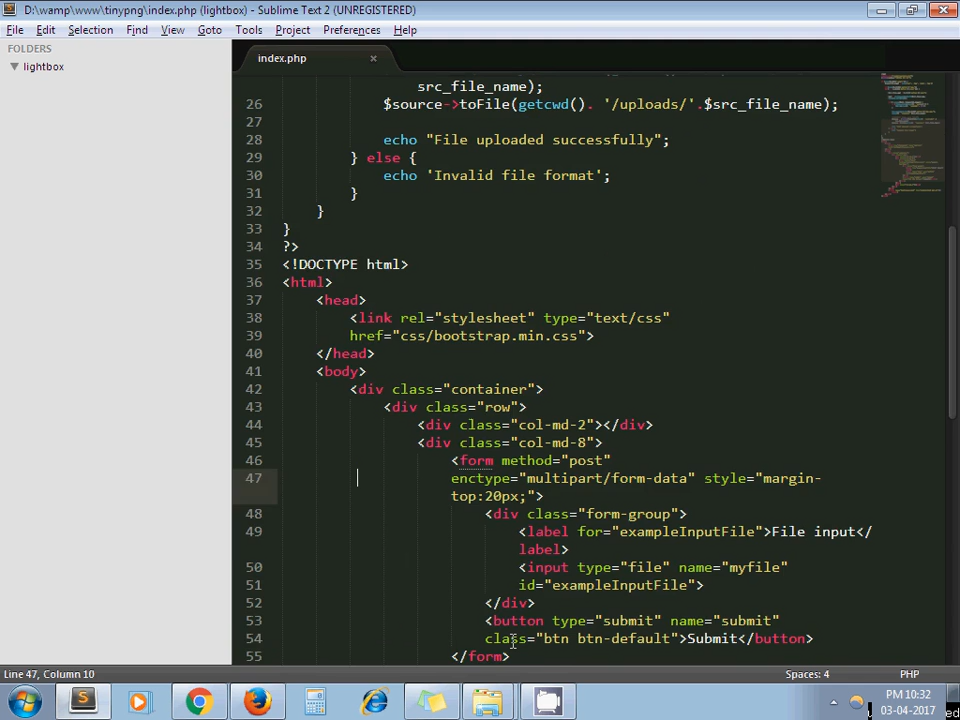 D:\wamp\www\tinypng\index.php (lightbox) - Sublime Text 2 (UNREGISTERED)
File Edit Selection Find View Goto Tools Project Preferences Help
FOLDERS
lightbox
index.php
src_file_name);
26 $source->toFile(getcwd(). '/uploads/'.$src_file_name);
27
28 echo "File uploaded successfully";
29 } else {
30 echo 'Invalid file format';
31 }
32 }
33 }
34 ?>
35 <!DOCTYPE html>
36 <html>
37 <head>
38 <link rel="stylesheet" type="text/css"
39 href="css/bootstrap.min.css">
40 </head>
41 <body>
42 <div class="container">
43 <div class="row">
44 <div class="col-md-2"></div>
45 <div class="col-md-8">
46 <form method="post"
47 enctype="multipart/form-data" style="margin-
top:20px;">
48 <div class="form-group">
49 <label for="exampleInputFile">File input</
label>
50 <input type="file" name="myfile"
51 id="exampleInputFile">
52 </div>
53 <button type="submit" name="submit"
54 class="btn btn-default">Submit</button>
55 </form>
Line 47, Column 10
Spaces: 4
PHP
PM 10:32
03-04-2017